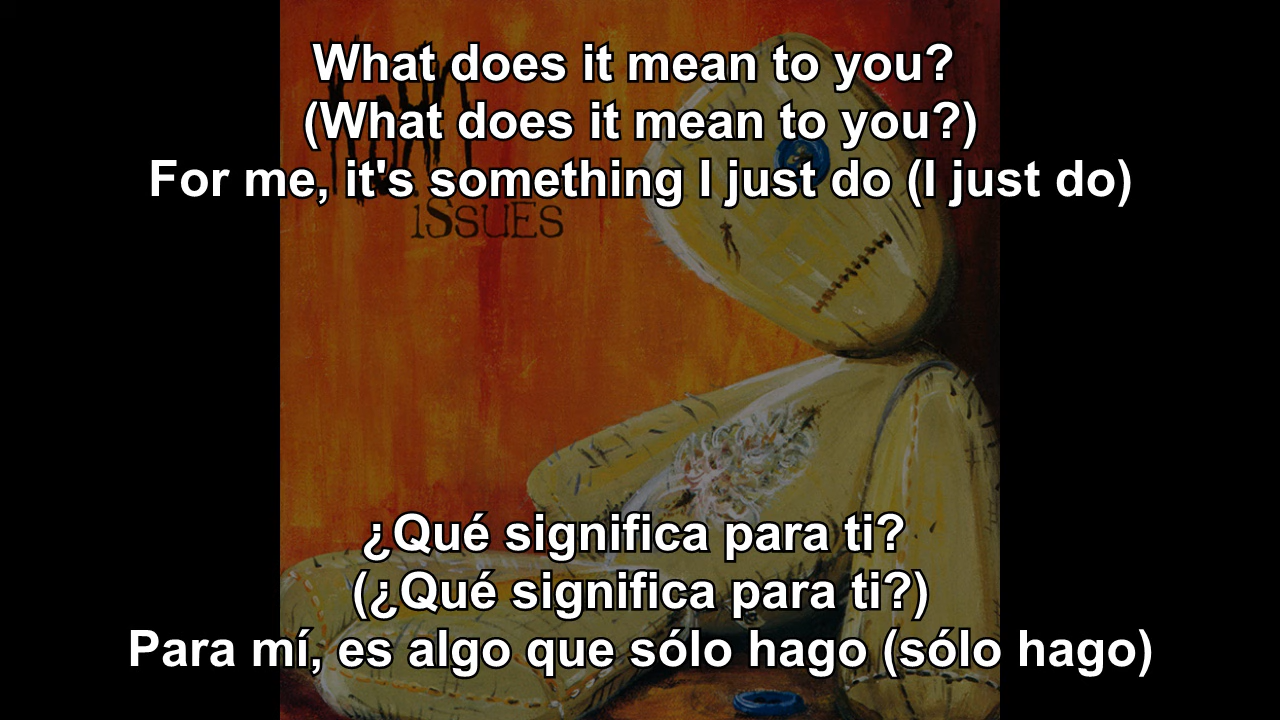 What does it mean to you?
(What does it mean to you?)
For me, it's something I just do (I just do)
KoЯn
iSsuEs
¿Qué significa para ti?
(¿Qué significa para ti?)
Para mí, es algo que sólo hago (sólo hago)